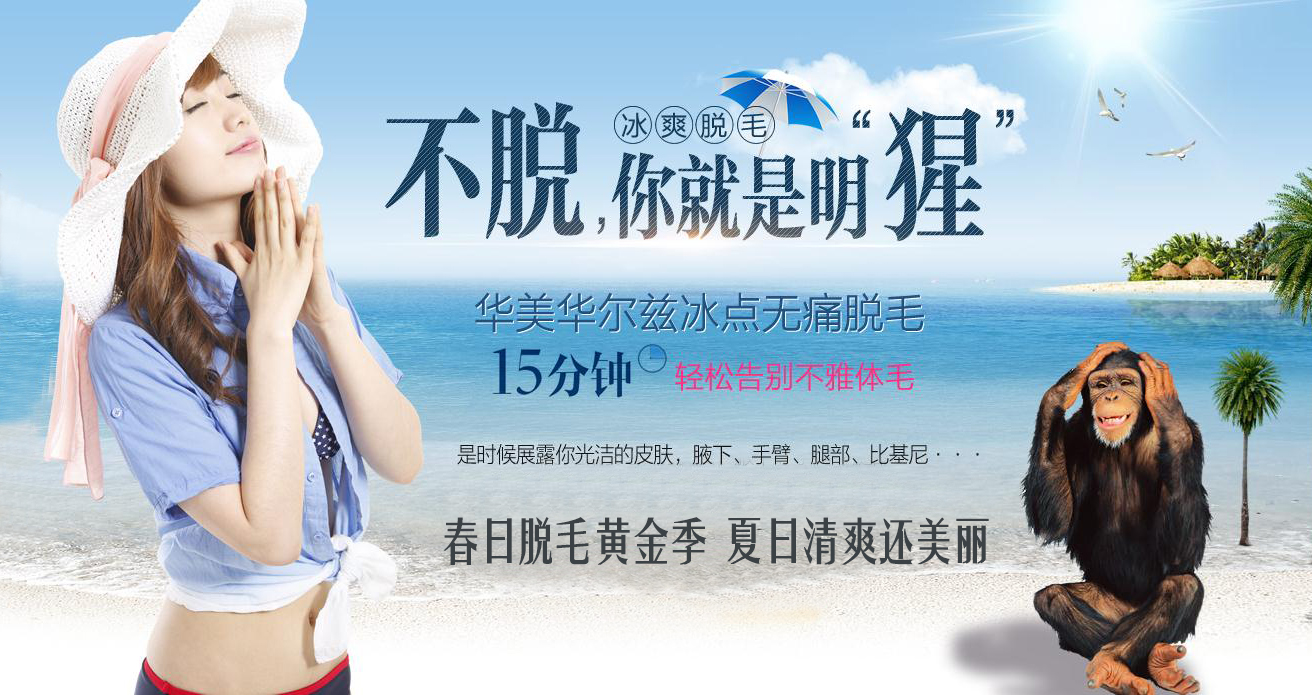 冰爽脱毛
不脱,你就是明“猩”
华美华尔兹冰点无痛脱毛
15分钟 轻松告别不雅体毛
是时候展露你光洁的皮肤，腋下、手臂、腿部、比基尼···
春日脱毛黄金季 夏日清爽还美丽